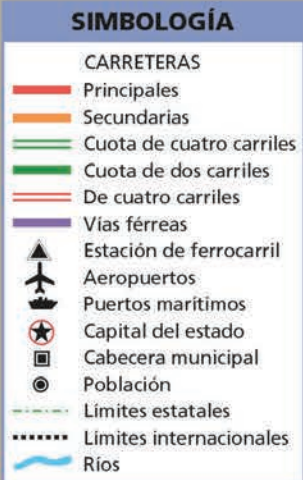 SIMBOLOGÍA
CARRETERAS
Principales
Secundarias
Cuota de cuatro carriles
Cuota de dos carriles
De cuatro carriles
Vías férreas
Estación de ferrocarril
Aeropuertos
Puertos marítimos
Capital del estado
Cabecera municipal
Población
Límites estatales
Límites internacionales
Ríos